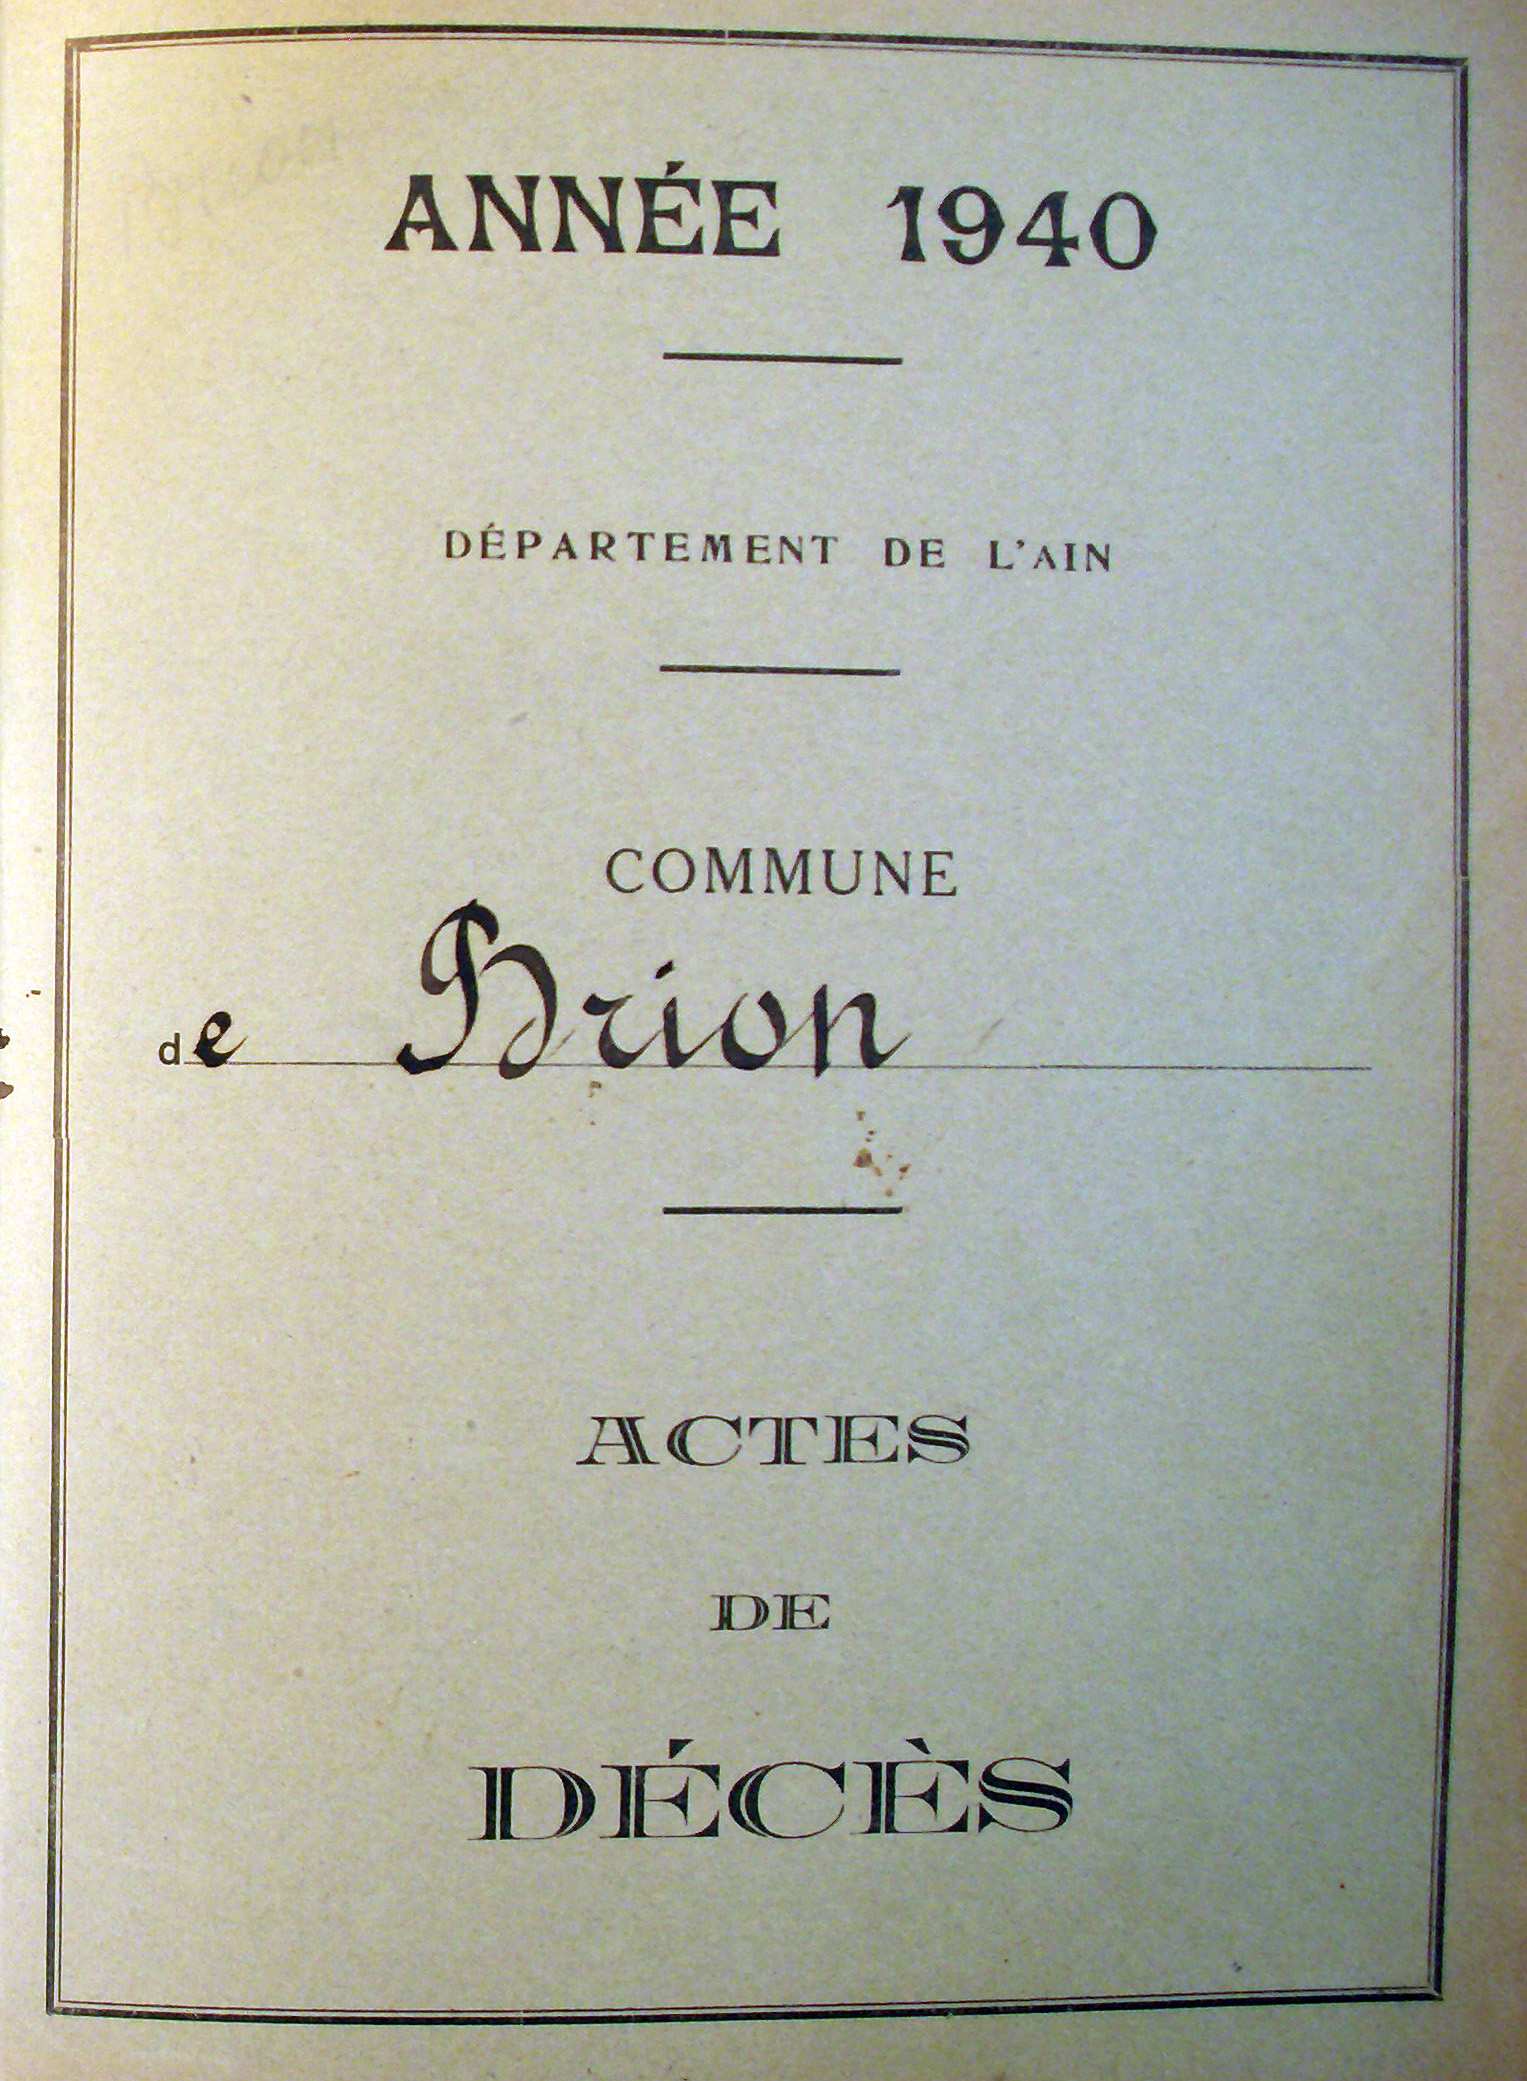 ANNÉE 1940
DÉPARTEMENT DE L'AIN
COMMUNE
de Brion
ACTES
DE
DÉCÈS